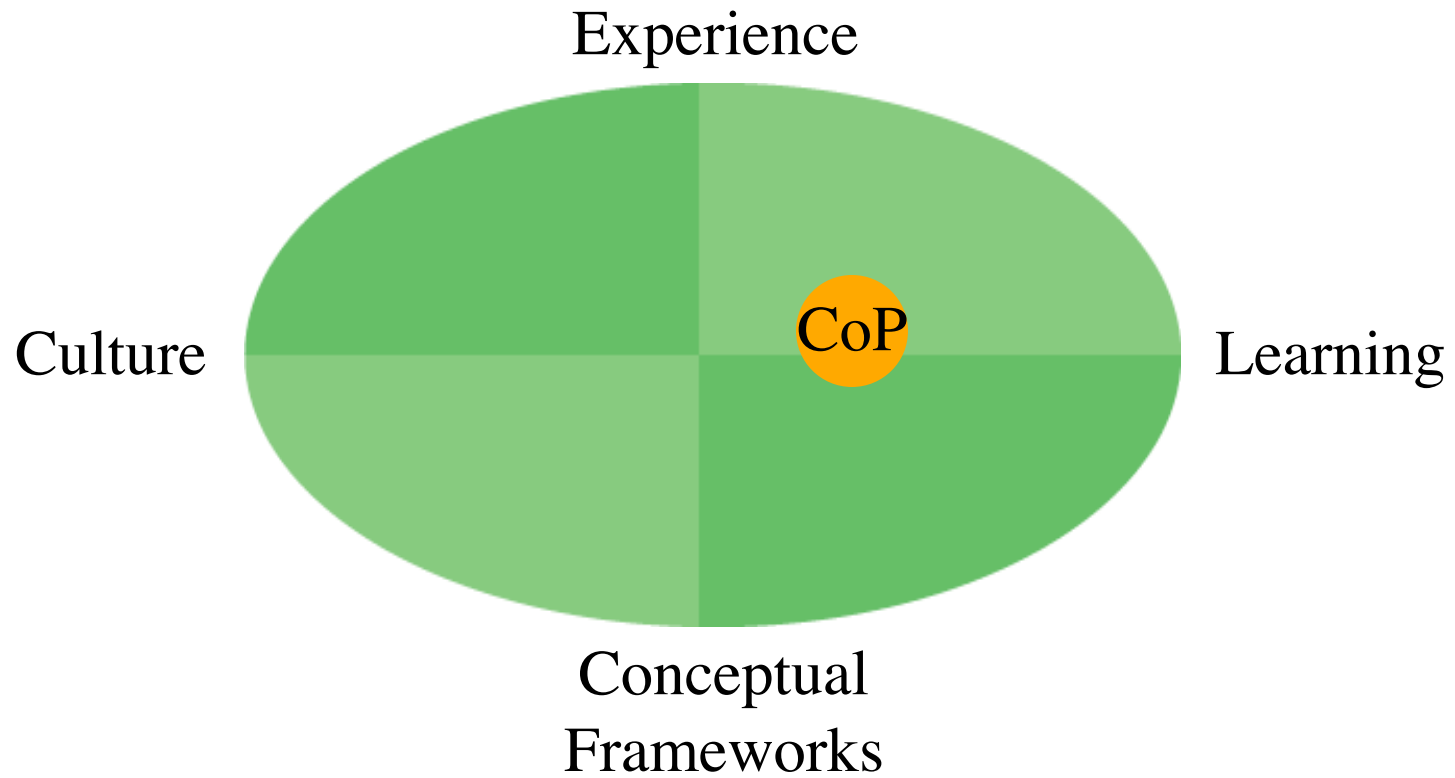 Experience
CoP
Culture
Learning
Conceptual
Frameworks